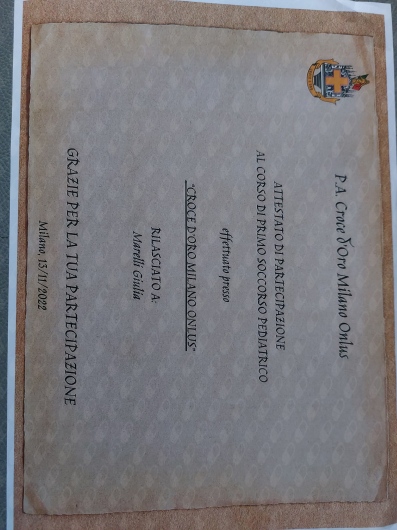 P.A. Croce d'Oro Milano Onlus
ATTESTATO DI PARTECIPAZIONE
AL CORSO DI PRIMO SOCCORSO PEDIATRICO
effettuato presso
"CROCE D'ORO MILANO ONLUS"
RILASCIATO A:
Marelli Giulia
GRAZIE PER LA TUA PARTECIPAZIONE
Milano, 13/11/2022